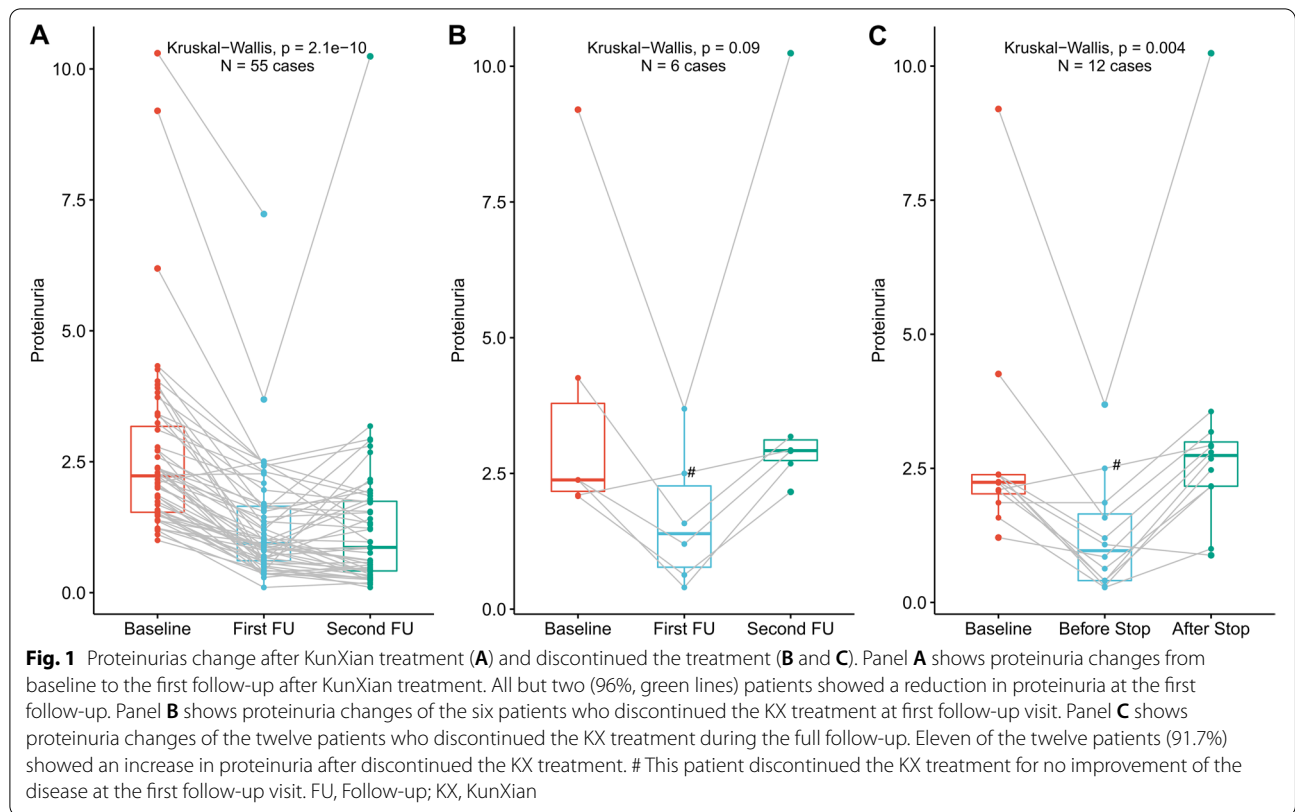 A
Kruskal−Wallis, p = 2.1e−10
N = 55 cases
10.0
7.5
5.0
2.5
0.0
Proteinuria
Baseline
First FU
Second FU
B
Kruskal−Wallis, p = 0.09
N = 6 cases
10.0
7.5
5.0
2.5
0.0
Proteinuria
#
Baseline
First FU
Second FU
C
Kruskal−Wallis, p = 0.004
N = 12 cases
10.0
7.5
5.0
2.5
0.0
Proteinuria
#
Baseline
Before Stop
After Stop
Fig. 1 Proteinurias change after KunXian treatment (A) and discontinued the treatment (B and C). Panel A shows proteinuria changes from
baseline to the first follow-up after KunXian treatment. All but two (96%, green lines) patients showed a reduction in proteinuria at the first
follow-up. Panel B shows proteinuria changes of the six patients who discontinued the KX treatment at first follow-up visit. Panel C shows
proteinuria changes of the twelve patients who discontinued the KX treatment during the full follow-up. Eleven of the twelve patients (91.7%)
showed an increase in proteinuria after discontinued the KX treatment. # This patient discontinued the KX treatment for no improvement of the
disease at the first follow-up visit. FU, Follow-up; KX, KunXian